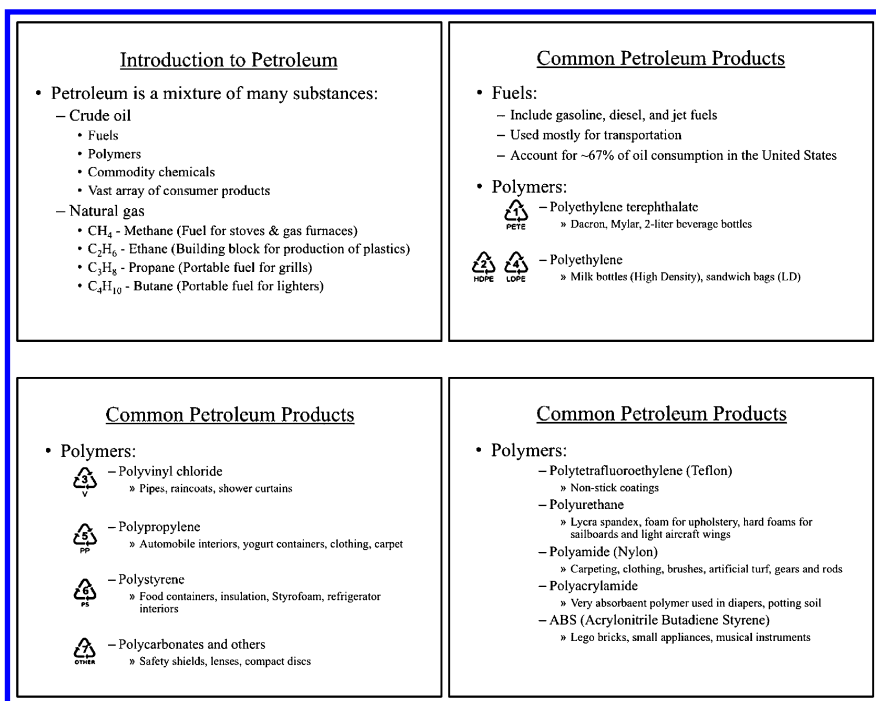 Introduction to Petroleum
• Petroleum is a mixture of many substances:
– Crude oil
• Fuels
• Polymers
• Commodity chemicals
• Vast array of consumer products
– Natural gas
• CH₄ - Methane (Fuel for stoves & gas furnaces)
• C₂H₆ - Ethane (Building block for production of plastics)
• C₃H₈ - Propane (Portable fuel for grills)
• C₄H₁₀ - Butane (Portable fuel for lighters)
Common Petroleum Products
• Fuels:
– Include gasoline, diesel, and jet fuels
– Used mostly for transportation
– Account for ~67% of oil consumption in the United States
• Polymers:
1 PETE – Polyethylene terephthalate
» Dacron, Mylar, 2-liter beverage bottles
2 HDPE 4 LDPE – Polyethylene
» Milk bottles (High Density), sandwich bags (LD)
Common Petroleum Products
• Polymers:
3 V – Polyvinyl chloride
» Pipes, raincoats, shower curtains
5 PP – Polypropylene
» Automobile interiors, yogurt containers, clothing, carpet
6 PS – Polystyrene
» Food containers, insulation, Styrofoam, refrigerator
interiors
7 OTHER – Polycarbonates and others
» Safety shields, lenses, compact discs
Common Petroleum Products
• Polymers:
– Polytetrafluoroethylene (Teflon)
» Non-stick coatings
– Polyurethane
» Lycra spandex, foam for upholstery, hard foams for
sailboards and light aircraft wings
– Polyamide (Nylon)
» Carpeting, clothing, brushes, artificial turf, gears and rods
– Polyacrylamide
» Very absorbaent polymer used in diapers, potting soil
– ABS (Acrylonitrile Butadiene Styrene)
» Lego bricks, small appliances, musical instruments